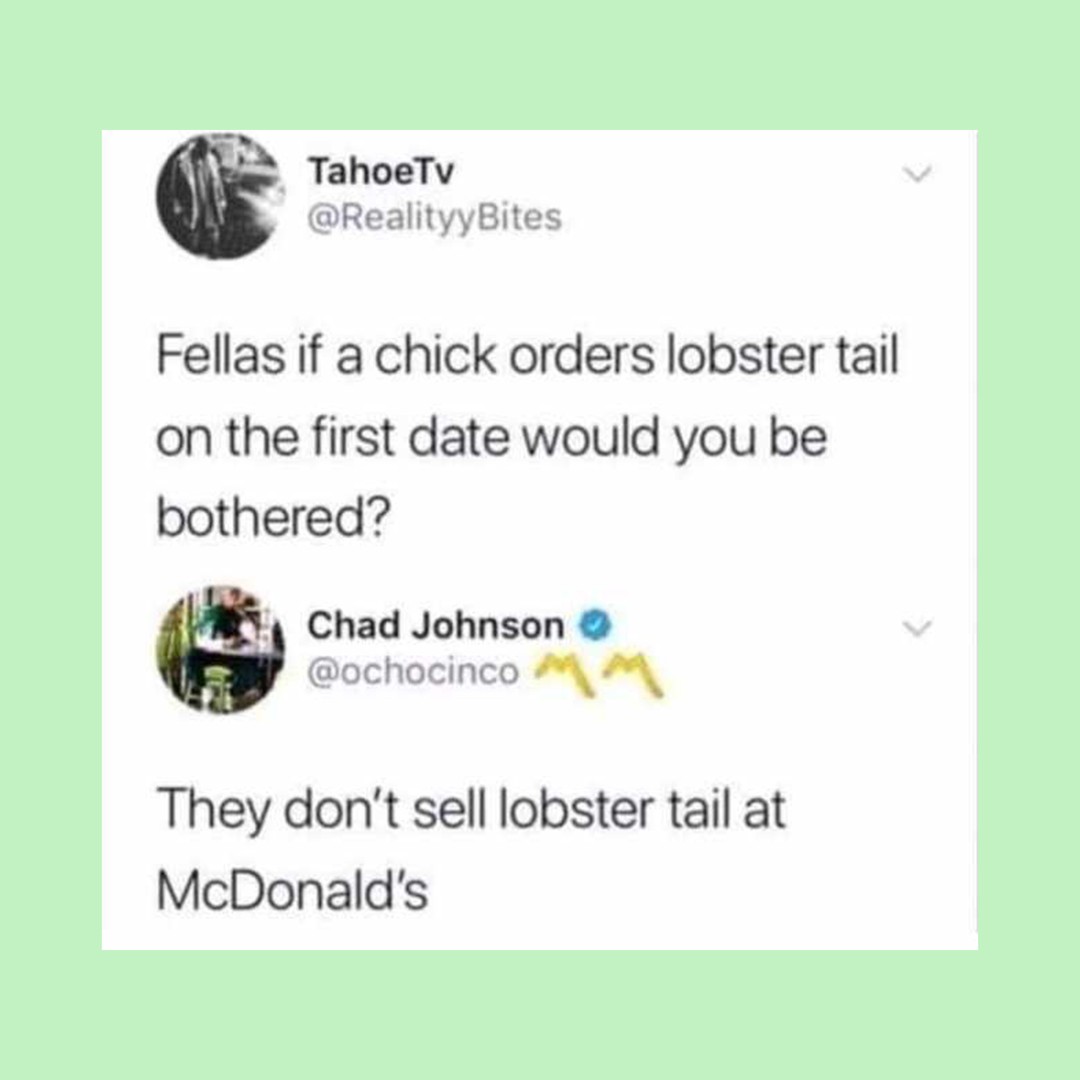 TahoeTv
@RealityyBites
Fellas if a chick orders lobster tail
on the first date would you be
bothered?
Chad Johnson
@ochocinco
They don't sell lobster tail at
McDonald's